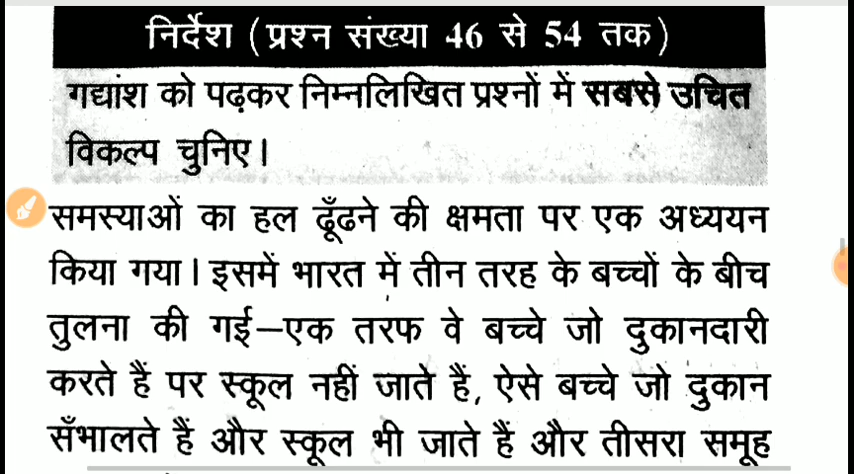 निर्देश (प्रश्न संख्या 46 से 54 तक)
गद्यांश को पढ़कर निम्नलिखित प्रश्नों में सबसे उचित
विकल्प चुनिए।
समस्याओं का हल ढूँढने की क्षमता पर एक अध्ययन
किया गया। इसमें भारत में तीन तरह के बच्चों के बीच
तुलना की गई–एक तरफ वे बच्चे जो दुकानदारी
करते हैं पर स्कूल नहीं जाते हैं, ऐसे बच्चे जो दुकान
सँभालते हैं और स्कूल भी जाते हैं और तीसरा समूह